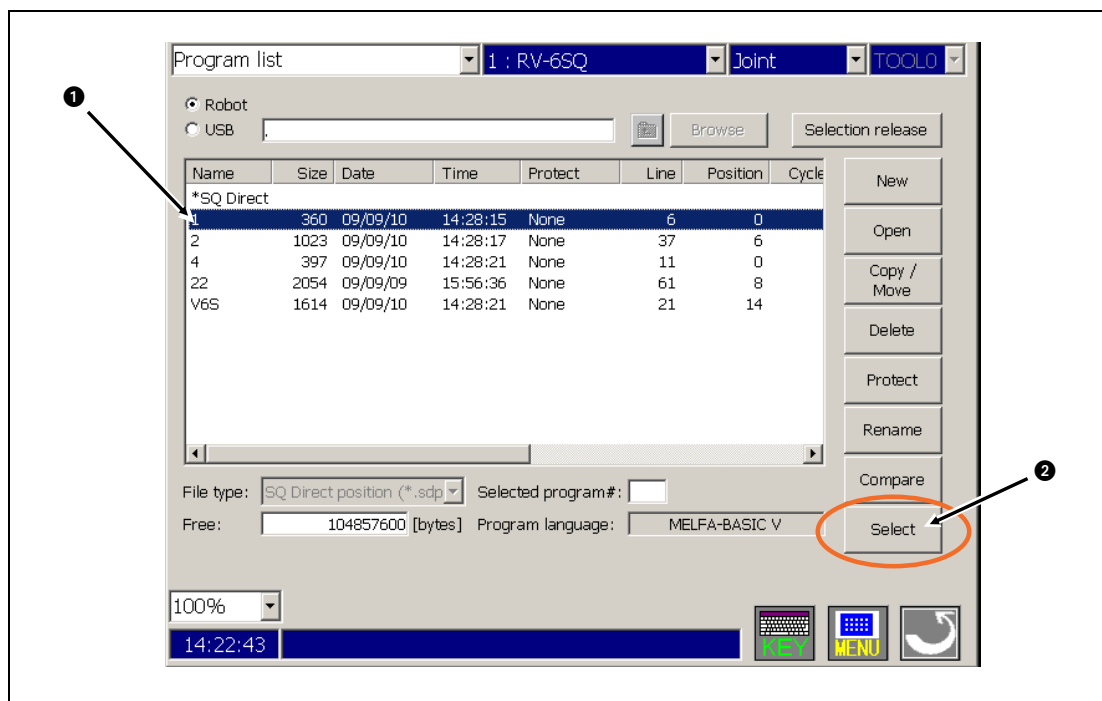 Program list 1 : RV-6SQ Joint TOOL0
❶
Robot
USB . Browse Selection release
Name Size Date Time Protect Line Position Cycle
*SQ Direct
1 360 09/09/10 14:28:15 None 6 0
2 1023 09/09/10 14:28:17 None 37 6
4 397 09/09/10 14:28:21 None 11 0
22 2054 09/09/09 15:56:36 None 61 8
V6S 1614 09/09/10 14:28:21 None 21 14
New
Open
Copy /
Move
Delete
Protect
Rename
Compare
❷
Select
File type: SQ Direct position (*.sdp Selected program#:
Free: 104857600 [bytes] Program language: MELFA-BASIC V
100%
14:22:43
KEY MENU